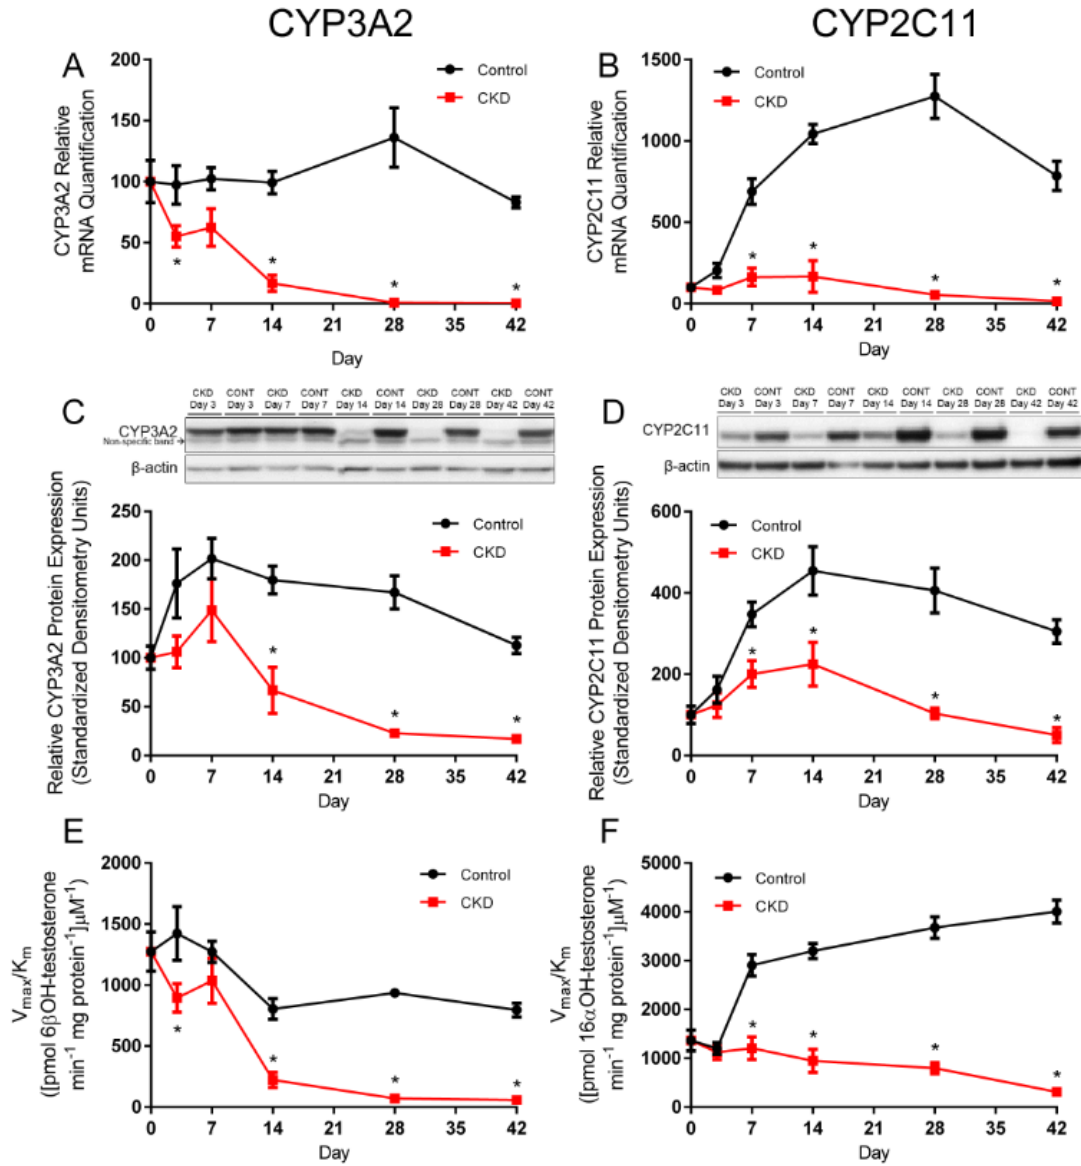 CYP3A2
CYP2C11
A
CYP3A2 Relative
mRNA Quantification
200
150
100
50
0
0 7 14 21 28 35 42
Day
Control
CKD
*
*
*
*
B
CYP2C11 Relative
mRNA Quantification
1500
1000
500
0
0 7 14 21 28 35 42
Day
Control
CKD
*
*
*
*
C
CKD Day 3
CONT Day 3
CKD Day 7
CONT Day 7
CKD Day 14
CONT Day 14
CKD Day 28
CONT Day 28
CKD Day 42
CONT Day 42
CYP3A2
Non-specific band→
β-actin
Relative CYP3A2 Protein Expression
(Standardized Densitometry Units)
250
200
150
100
50
0
0 7 14 21 28 35 42
Day
Control
CKD
*
*
*
D
CKD Day 3
CONT Day 3
CKD Day 7
CONT Day 7
CKD Day 14
CONT Day 14
CKD Day 28
CONT Day 28
CKD Day 42
CONT Day 42
CYP2C11
β-actin
Relative CYP2C11 Protein Expression
(Standardized Densitometry Units)
600
400
200
0
0 7 14 21 28 35 42
Day
Control
CKD
*
*
*
*
E
Vmax/Km
([pmol 6βOH-testosterone
min⁻¹ mg protein⁻¹]μM⁻¹)
2000
1500
1000
500
0
0 7 14 21 28 35 42
Day
Control
CKD
*
*
*
*
F
Vmax/Km
([pmol 16αOH-testosterone
min⁻¹ mg protein⁻¹]μM⁻¹)
5000
4000
3000
2000
1000
0
0 7 14 21 28 35 42
Day
Control
CKD
*
*
*
*